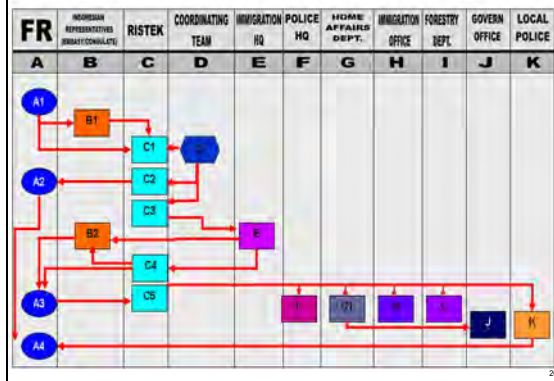 FR
INDONESIAN
REPRESENTATIVES
(EMBASSY/CONSULATE)
RISTEK
COORDINATING
TEAM
IMMIGRATION
HQ
POLICE
HQ
HOME
AFFAIRS
DEPT.
IMMIGRATION
OFFICE
FORESTRY
DEPT.
GOVERN
OFFICE
LOCAL
POLICE
A B C D E F G H I J K
A1
B1
C1
A2
C2
C3
B2
E
C4
A3
C5
J
K
A4
2